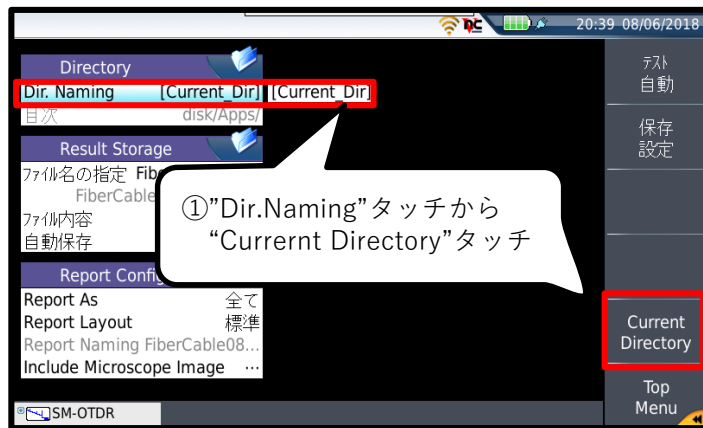 20:39 08/06/2018
Directory
Dir. Naming [Current_Dir] [Current_Dir]
目次 disk/Apps/
Result Storage
ファイル名の指定 Fib
FiberCable
ファイル内容
自動保存
Report Config
Report As 全て
Report Layout 標準
Report Naming FiberCable08...
Include Microscope Image ...
SM-OTDR
①”Dir.Naming”タッチから
“Currernt Directory”タッチ
テスト
自動
保存
設定
Current
Directory
Top
Menu